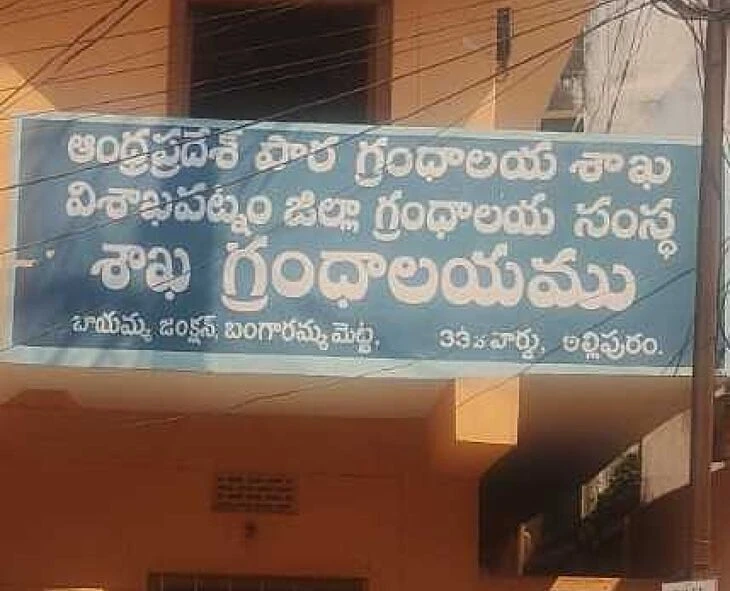 ఆంధ్రప్రదేశ్ పౌర గ్రంథాలయ శాఖ
విశాఖపట్నం జిల్లా గ్రంథాలయ సంస్థ
శాఖ గ్రంథాలయము
బాయమ్మ జంక్షన్, బంగారమ్మ మెట్ట, 33వ వార్డు, అల్లిపురం.